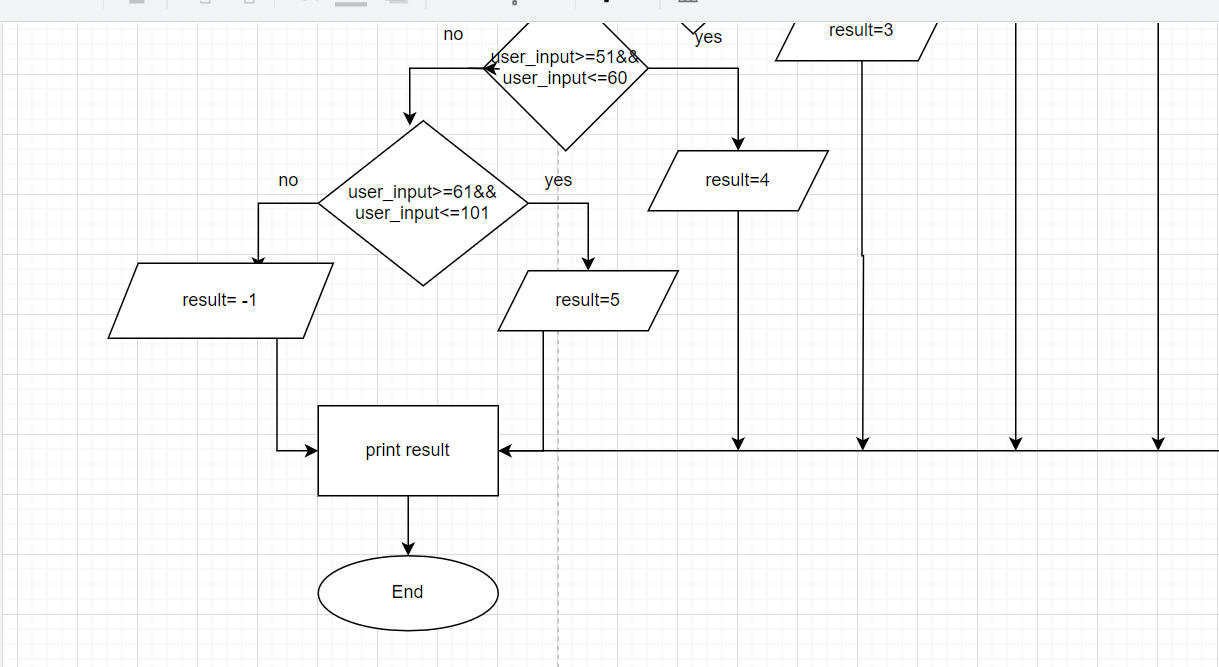 no
yes
result=3
user_input>=51&&
user_input<=60
no
yes
result=4
user_input>=61&&
user_input<=101
result= -1
result=5
print result
End